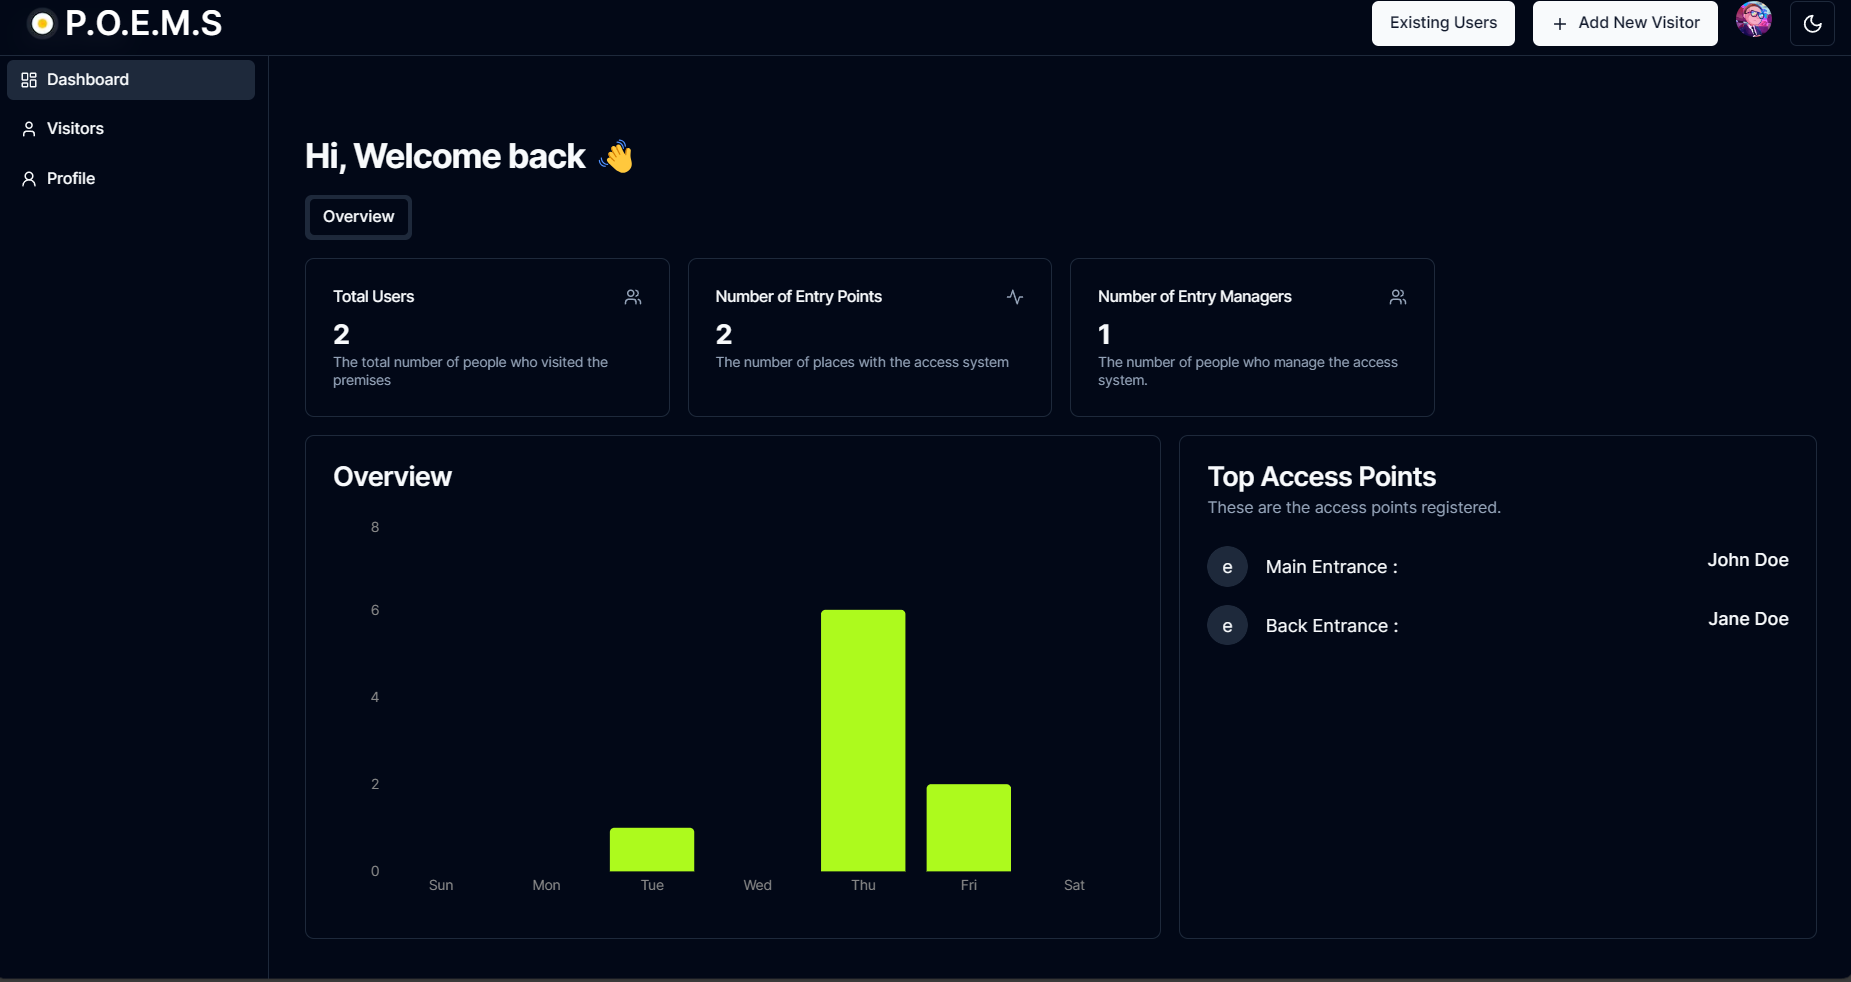 P.O.E.M.S
Existing Users
Add New Visitor
Dashboard
Visitors
Profile
Hi, Welcome back 👋
Overview
Total Users
2
The total number of people who visited the
premises
Number of Entry Points
2
The number of places with the access system
Number of Entry Managers
1
The number of people who manage the access
system.
Overview
8
6
4
2
0
Sun Mon Tue Wed Thu Fri Sat
Top Access Points
These are the access points registered.
e Main Entrance : John Doe
e Back Entrance : Jane Doe